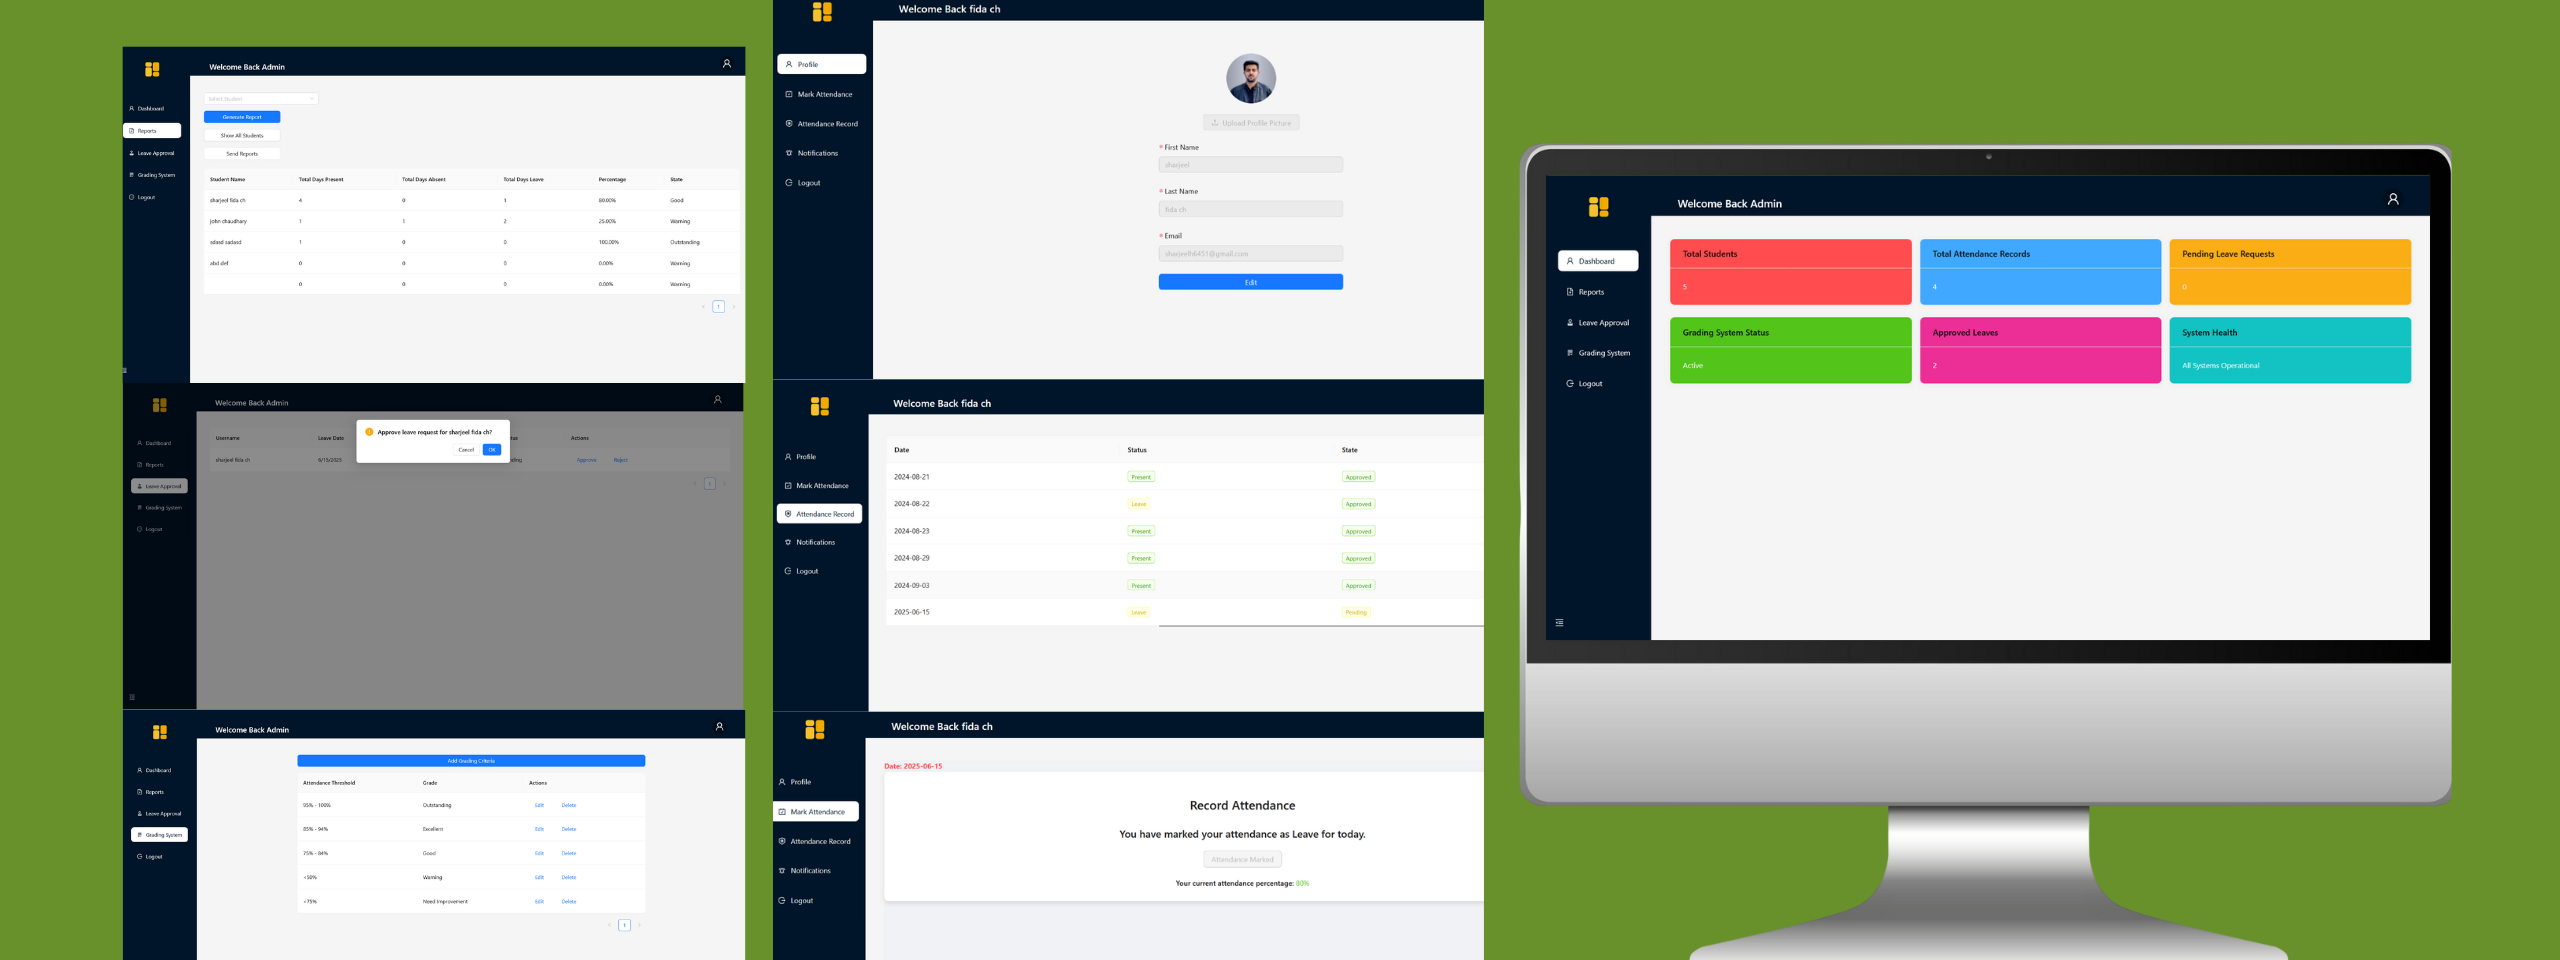 Welcome Back Admin
Dashboard
Reports
Leave Approval
Grading System
Logout
Select Student
Generate Report
Show All Students
Send Reports
Student Name Total Days Present Total Days Absent Total Days Leave Percentage State
sharjeel fida ch 4 0 1 80.00% Good
john chaudhary 1 1 2 25.00% Warning
sdasd sadasd 1 0 0 100.00% Outstanding
abd def 0 0 0 0.00% Warning
0 0 0 0.00% Warning
1
Welcome Back Admin
Dashboard
Reports
Leave Approval
Grading System
Logout
Username Leave Date Actions
sharjeel fida ch 6/15/2025 Approve Reject
Approve leave request for sharjeel fida ch?
Cancel OK
1
Welcome Back Admin
Dashboard
Reports
Leave Approval
Grading System
Logout
Add Grading Criteria
Attendance Threshold Grade Actions
95% - 100% Outstanding Edit Delete
85% - 94% Excellent Edit Delete
75% - 84% Good Edit Delete
<50% Warning Edit Delete
<75% Need Improvement Edit Delete
1
Welcome Back fida ch
Profile
Mark Attendance
Attendance Record
Notifications
Logout
Upload Profile Picture
* First Name
sharjeel
* Last Name
fida ch
* Email
sharjeelh6451@gmail.com
Edit
Welcome Back fida ch
Profile
Mark Attendance
Attendance Record
Notifications
Logout
Date Status State
2024-08-21 Present Approved
2024-08-22 Leave Approved
2024-08-23 Present Approved
2024-08-29 Present Approved
2024-09-03 Present Approved
2025-06-15 Leave Pending
Welcome Back fida ch
Profile
Mark Attendance
Attendance Record
Notifications
Logout
Date: 2025-06-15
Record Attendance
You have marked your attendance as Leave for today.
Attendance Marked
Your current attendance percentage: 80%
Welcome Back Admin
Dashboard
Reports
Leave Approval
Grading System
Logout
Total Students
5
Total Attendance Records
4
Pending Leave Requests
0
Grading System Status
Active
Approved Leaves
2
System Health
All Systems Operational